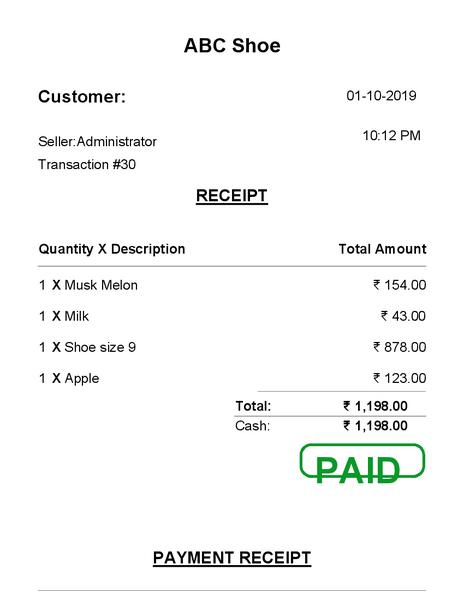 ABC Shoe
Customer: 01-10-2019
10:12 PM
Seller:Administrator
Transaction #30
RECEIPT
Quantity X Description Total Amount
1 X Musk Melon ₹ 154.00
1 X Milk ₹ 43.00
1 X Shoe size 9 ₹ 878.00
1 X Apple ₹ 123.00
Total: ₹ 1,198.00
Cash: ₹ 1,198.00
PAID
PAYMENT RECEIPT